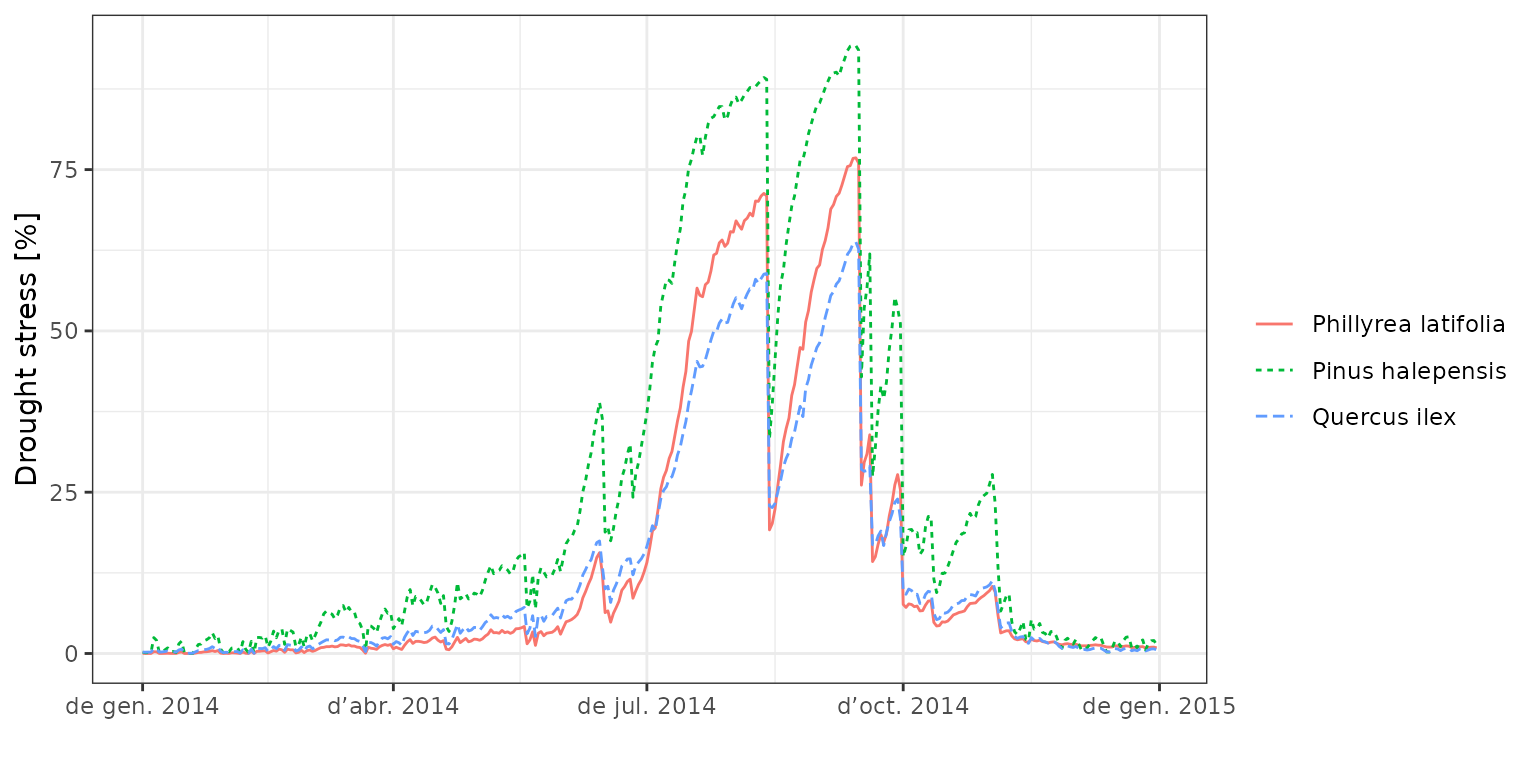 Drought stress [%]
75
50
25
0
de gen. 2014
d’abr. 2014
de jul. 2014
d’oct. 2014
de gen. 2015
Phillyrea latifolia
Pinus halepensis
Quercus ilex